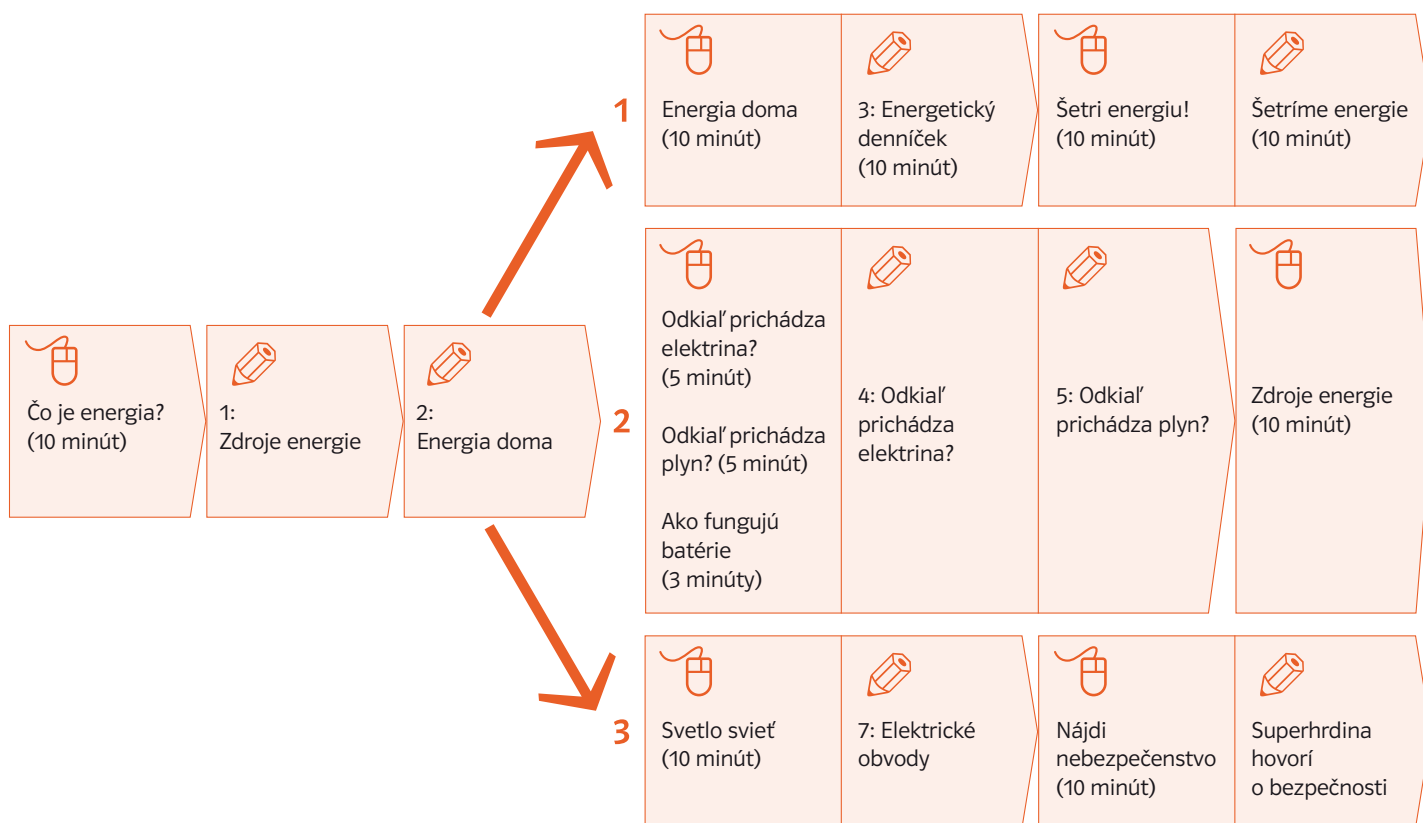 Čo je energia?
(10 minút)
1:
Zdroje energie
2:
Energia doma
1
Energia doma
(10 minút)
3: Energetický
denníček
(10 minút)
Šetri energiu!
(10 minút)
Šetríme energie
(10 minút)
2
Odkiaľ prichádza
elektrina?
(5 minút)
Odkiaľ prichádza
plyn? (5 minút)
Ako fungujú
batérie
(3 minúty)
4: Odkiaľ
prichádza
elektrina?
5: Odkiaľ
prichádza plyn?
Zdroje energie
(10 minút)
3
Svetlo svieť
(10 minút)
7: Elektrické
obvody
Nájdi
nebezpečenstvo
(10 minút)
Superhrdina
hovorí
o bezpečnosti